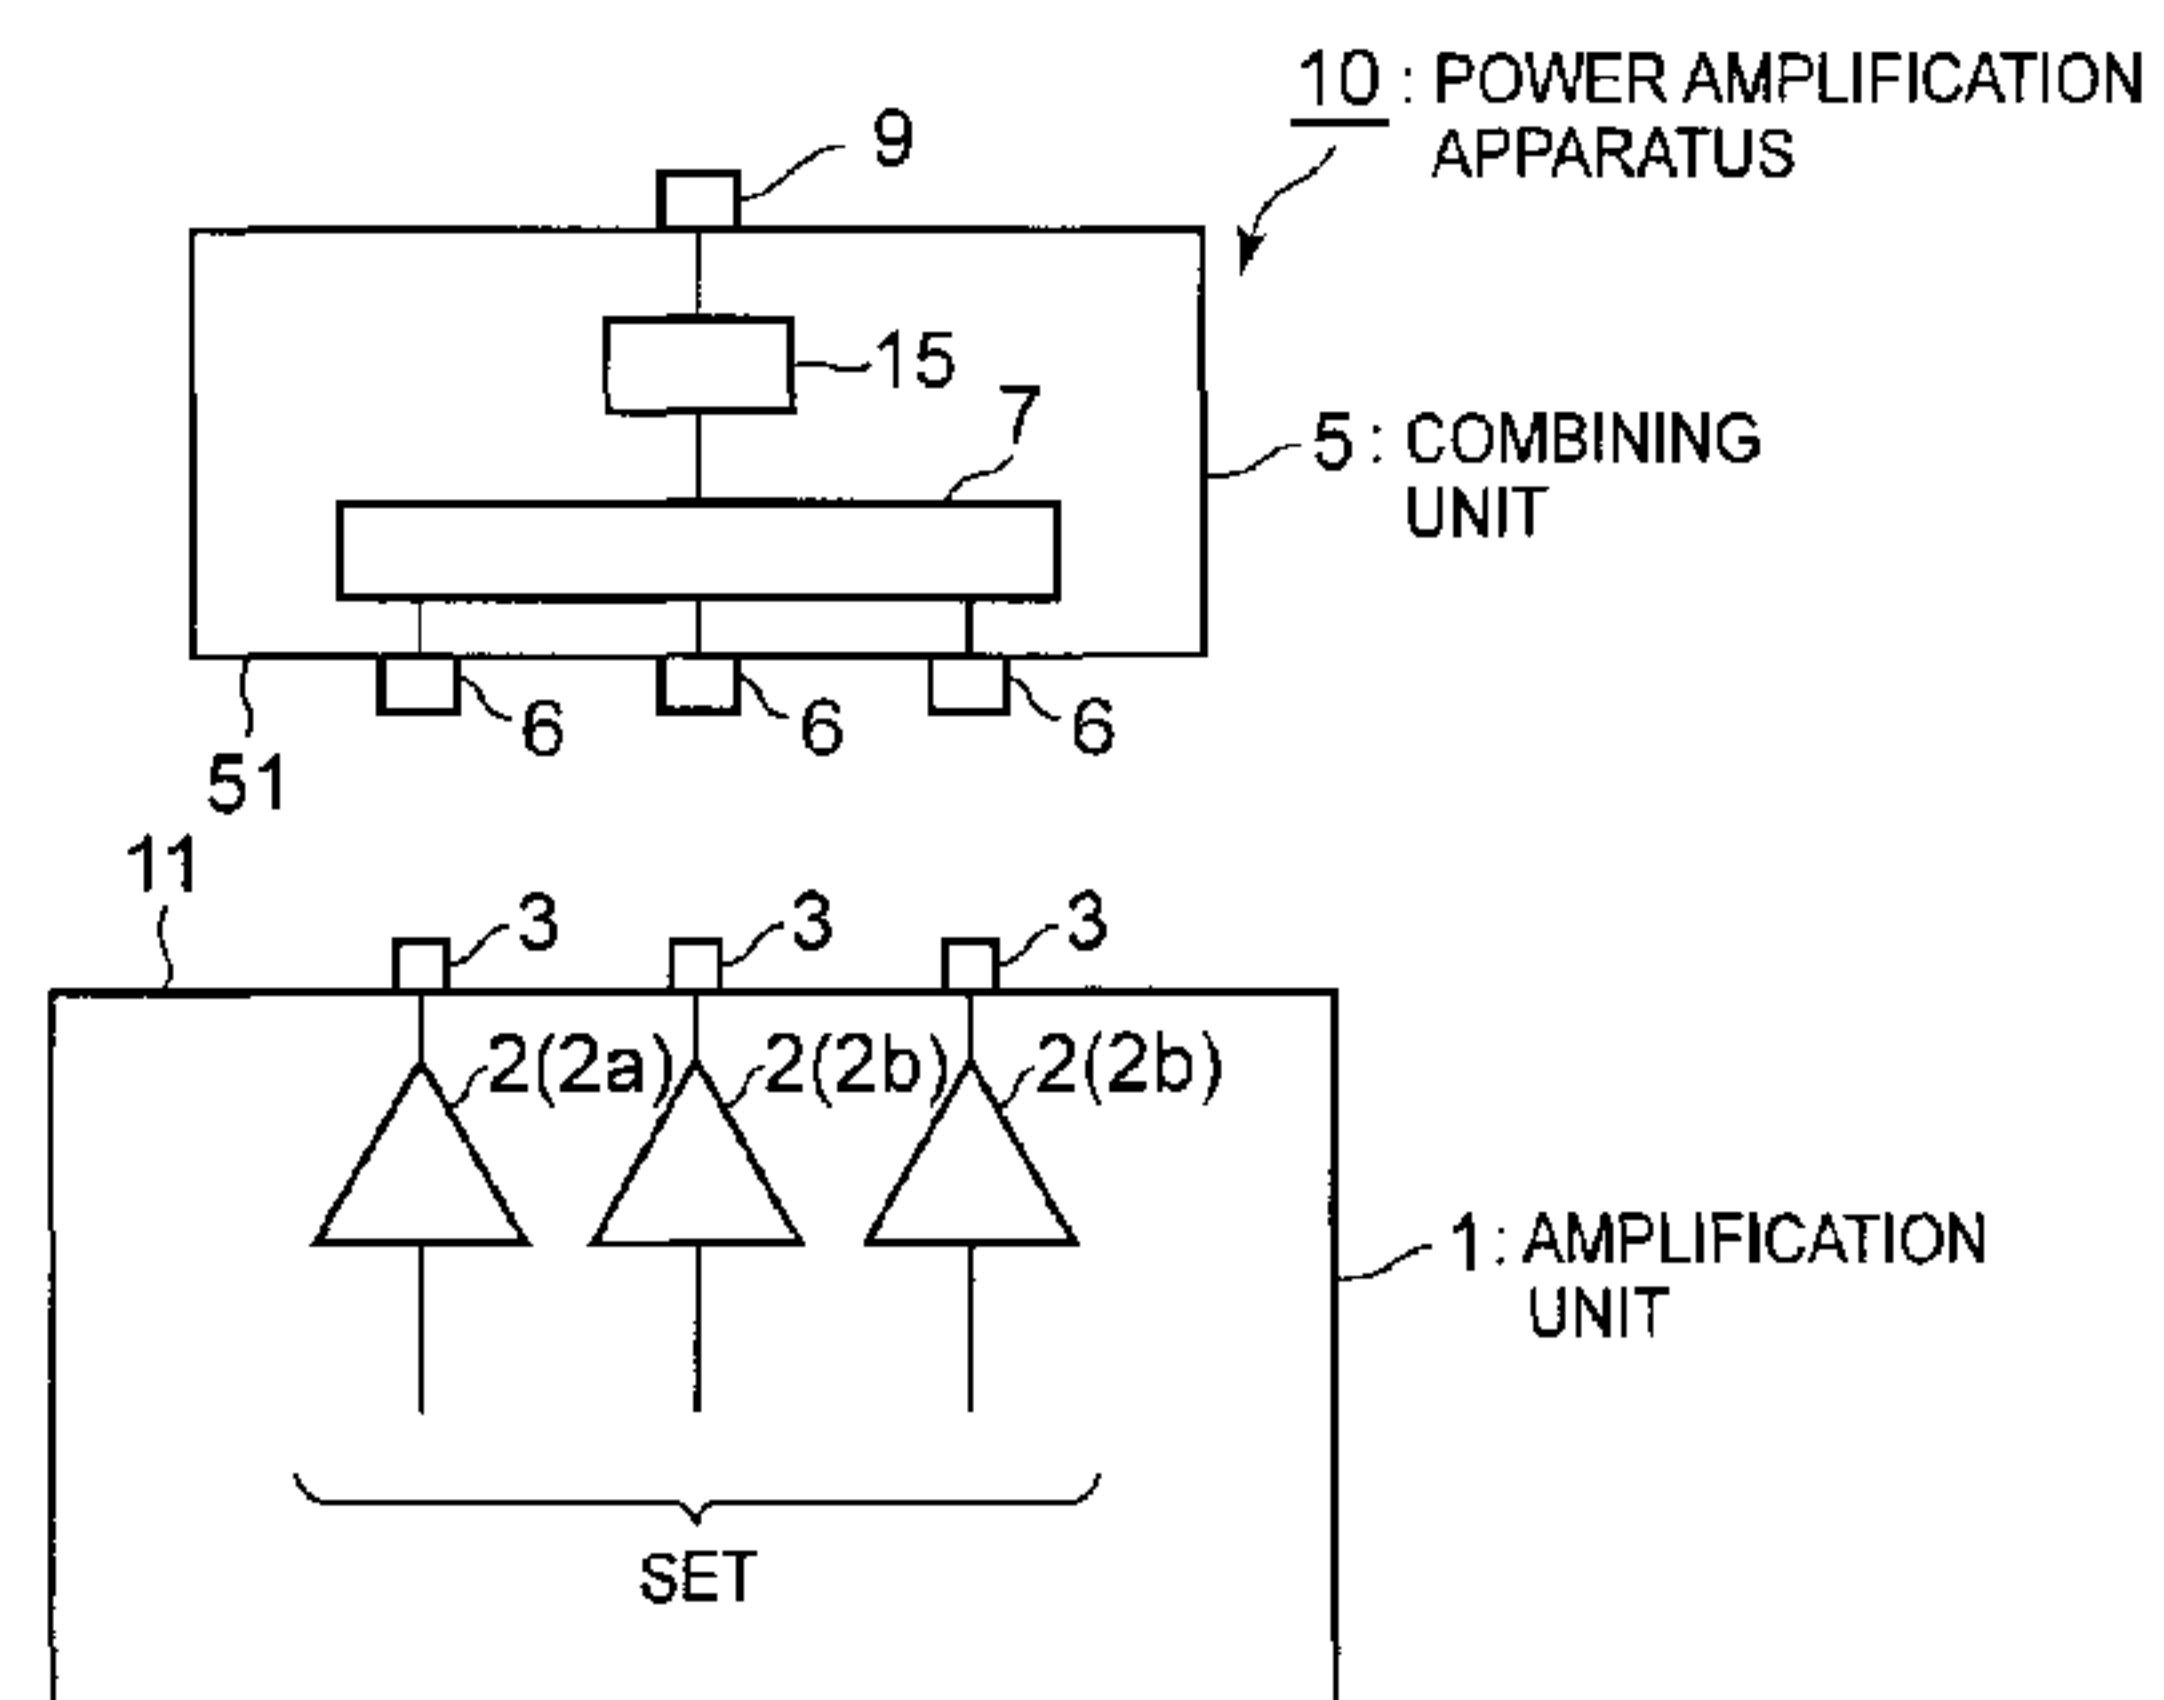 10 : POWER AMPLIFICATION
APPARATUS
9
15
7
5 : COMBINING
UNIT
6
6
6
51
11
3
3
3
2(2a)
2(2b)
2(2b)
1 : AMPLIFICATION
UNIT
SET